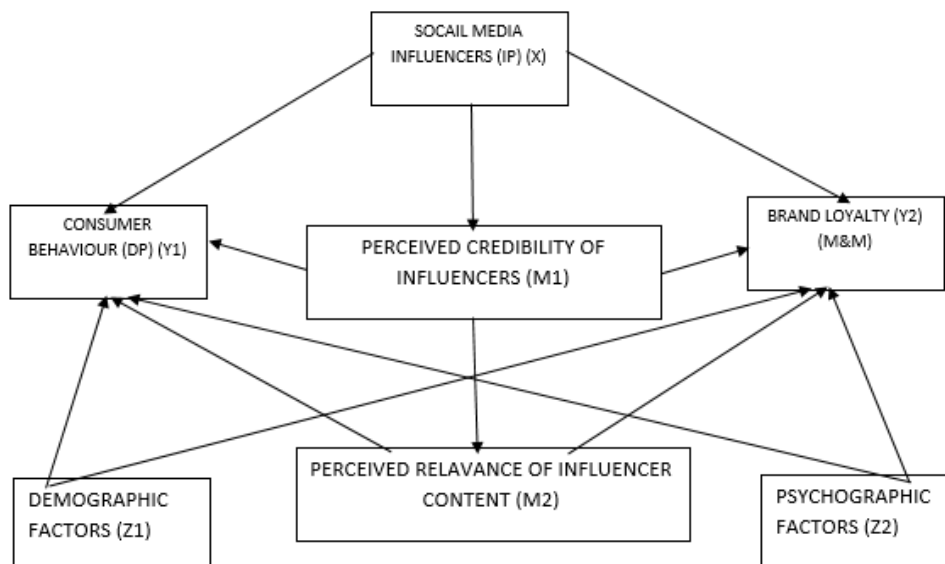 SOCAIL MEDIA
INFLUENCERS (IP) (X)
CONSUMER
BEHAVIOUR (DP) (Y1)
PERCEIVED CREDIBILITY OF
INFLUENCERS (M1)
BRAND LOYALTY (Y2)
(M&M)
DEMOGRAPHIC
FACTORS (Z1)
PERCEIVED RELAVANCE OF INFLUENCER
CONTENT (M2)
PSYCHOGRAPHIC
FACTORS (Z2)